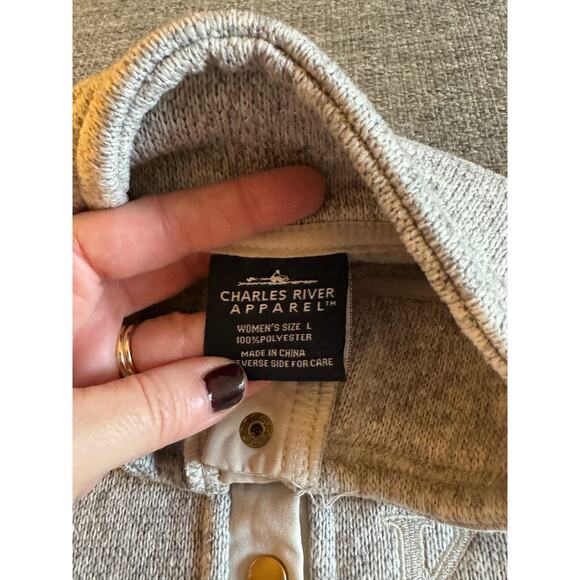 CHARLES RIVER
APPAREL™
WOMEN'S SIZE L
100%POLYESTER
MADE IN CHINA
REVERSE SIDE FOR CARE